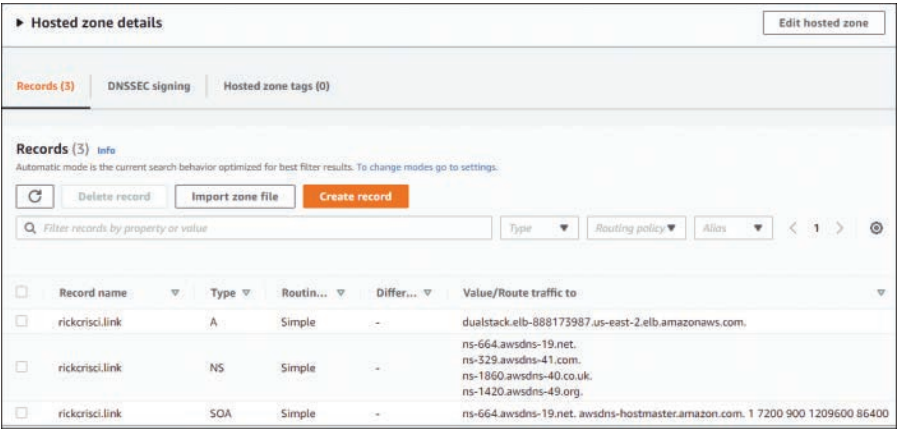 ▶ Hosted zone details
Edit hosted zone
Records (3) DNSSEC signing Hosted zone tags (0)
Records (3) Info
Automatic mode is the current search behavior optimized for best filter results. To change modes go to settings.
Delete record Import zone file Create record
Filter records by property or value Type Routing policy Alias < 1 >
Record name Type Routin... Differ... Value/Route traffic to
rickcrisci.link A Simple - dualstack.elb-888173987.us-east-2.elb.amazonaws.com.
ns-664.awsdns-19.net.
ns-329.awsdns-41.com.
rickcrisci.link NS Simple -
ns-1860.awsdns-40.co.uk.
ns-1420.awsdns-49.org.
rickcrisci.link SOA Simple - ns-664.awsdns-19.net. awsdns-hostmaster.amazon.com. 1 7200 900 1209600 86400